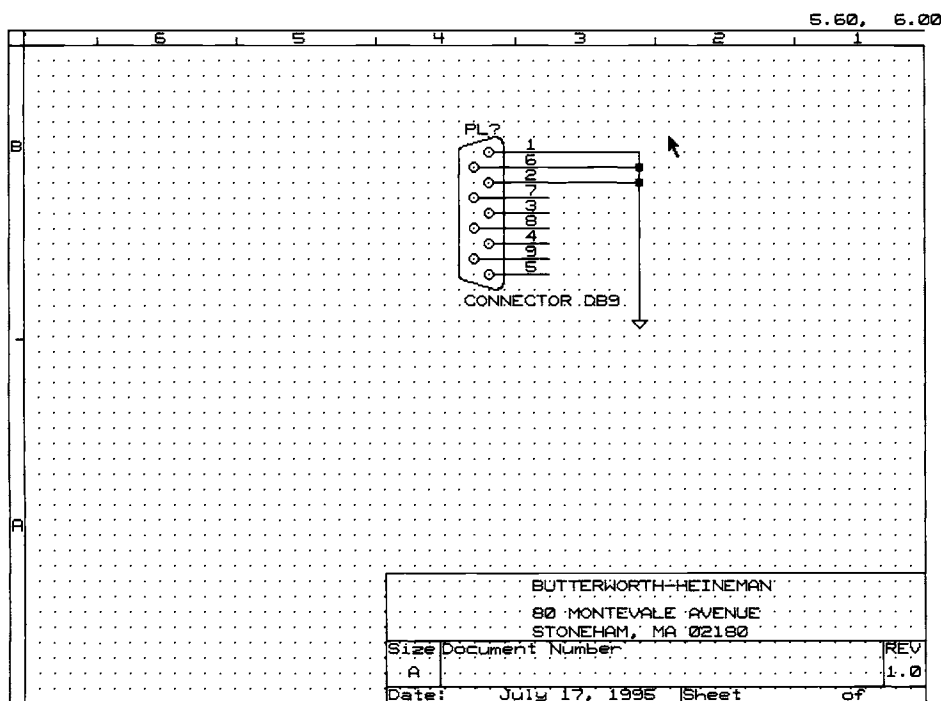 5.60, 6.00
6 5 4 3 2 1
B
PL?
1
6
2
7
3
8
4
9
5
CONNECTOR DB9
A
BUTTERWORTH-HEINEMAN
80 MONTEVALE AVENUE
STONEHAM, MA 02180
Size Document Number REV
A 1.0
Date: July 17, 1995 Sheet of